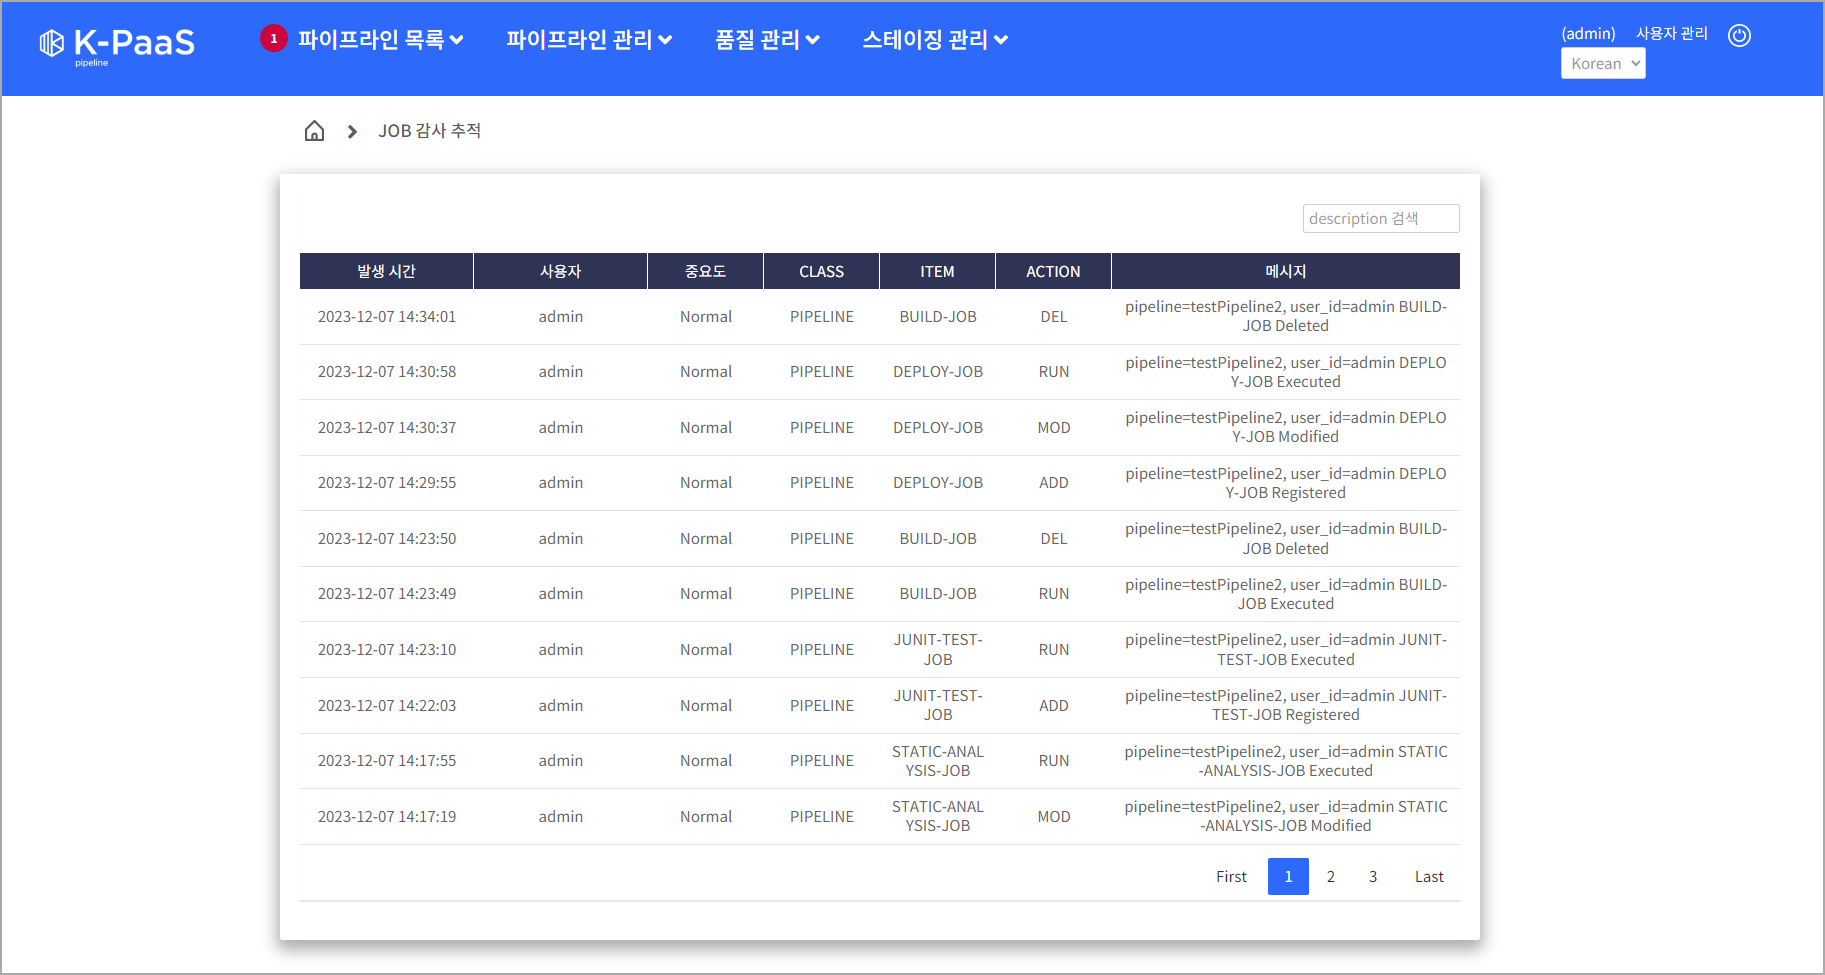 K-PaaS
pipeline
1 파이프라인 목록 파이프라인 관리 품질 관리 스테이징 관리
(admin) 사용자 관리
Korean
JOB 감사 추적
description 검색
발생 시간 사용자 중요도 CLASS ITEM ACTION 메시지
2023-12-07 14:34:01 admin Normal PIPELINE BUILD-JOB DEL pipeline=testPipeline2, user_id=admin BUILD-
JOB Deleted
2023-12-07 14:30:58 admin Normal PIPELINE DEPLOY-JOB RUN pipeline=testPipeline2, user_id=admin DEPLO
Y-JOB Executed
2023-12-07 14:30:37 admin Normal PIPELINE DEPLOY-JOB MOD pipeline=testPipeline2, user_id=admin DEPLO
Y-JOB Modified
2023-12-07 14:29:55 admin Normal PIPELINE DEPLOY-JOB ADD pipeline=testPipeline2, user_id=admin DEPLO
Y-JOB Registered
2023-12-07 14:23:50 admin Normal PIPELINE BUILD-JOB DEL pipeline=testPipeline2, user_id=admin BUILD-
JOB Deleted
2023-12-07 14:23:49 admin Normal PIPELINE BUILD-JOB RUN pipeline=testPipeline2, user_id=admin BUILD-
JOB Executed
2023-12-07 14:23:10 admin Normal PIPELINE JUNIT-TEST- RUN pipeline=testPipeline2, user_id=admin JUNIT-
JOB TEST-JOB Executed
2023-12-07 14:22:03 admin Normal PIPELINE JUNIT-TEST- ADD pipeline=testPipeline2, user_id=admin JUNIT-
JOB TEST-JOB Registered
2023-12-07 14:17:55 admin Normal PIPELINE STATIC-ANAL RUN pipeline=testPipeline2, user_id=admin STATIC
YSIS-JOB -ANALYSIS-JOB Executed
2023-12-07 14:17:19 admin Normal PIPELINE STATIC-ANAL MOD pipeline=testPipeline2, user_id=admin STATIC
YSIS-JOB -ANALYSIS-JOB Modified
First 1 2 3 Last